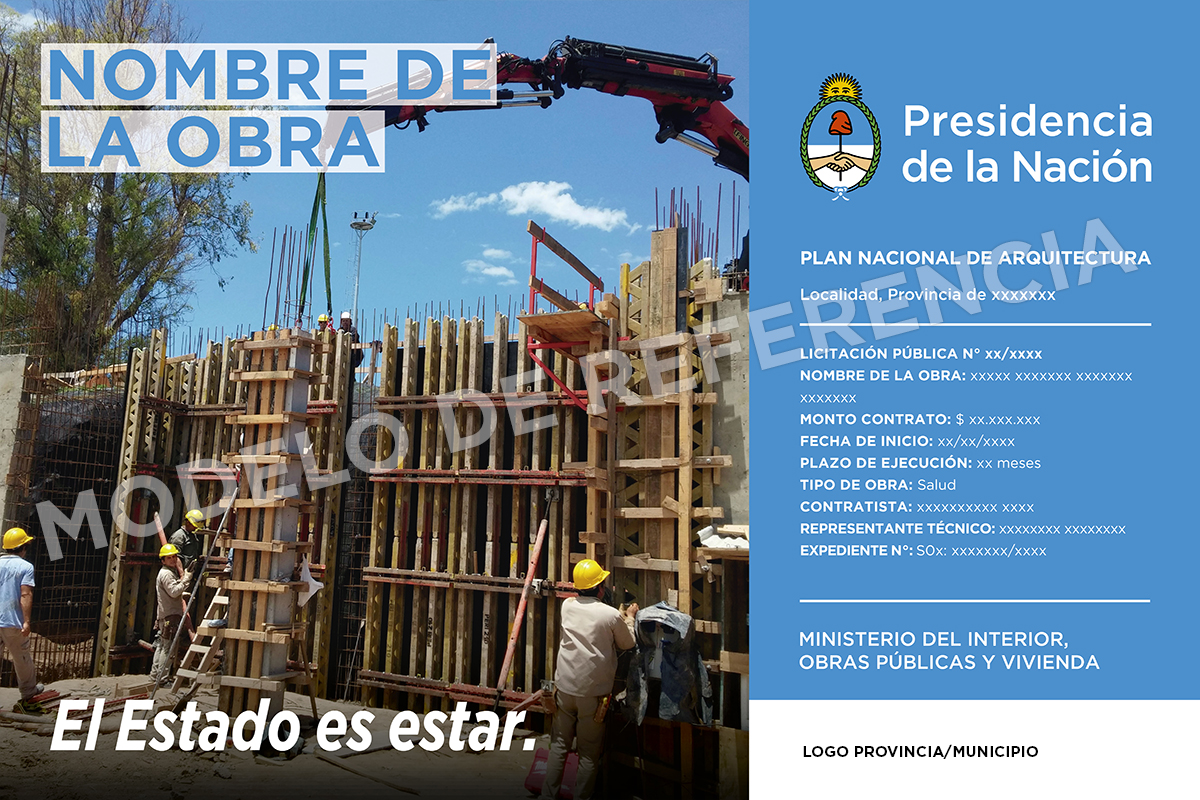 NOMBRE DE
LA OBRA
MODELO DE REFERENCIA
El Estado es estar.
Presidencia
de la Nación
PLAN NACIONAL DE ARQUITECTURA
Localidad, Provincia de xxxxxxx
LICITACIÓN PÚBLICA N° xx/xxxx
NOMBRE DE LA OBRA: xxxxx xxxxxxx xxxxxxx
xxxxxxx
MONTO CONTRATO: $ xx.xxx.xxx
FECHA DE INICIO: xx/xx/xxxx
PLAZO DE EJECUCIÓN: xx meses
TIPO DE OBRA: Salud
CONTRATISTA: xxxxxxxxxx xxxx
REPRESENTANTE TÉCNICO: xxxxxxxx xxxxxxxx
EXPEDIENTE N°: S0x: xxxxxxx/xxxx
MINISTERIO DEL INTERIOR,
OBRAS PÚBLICAS Y VIVIENDA
LOGO PROVINCIA/MUNICIPIO